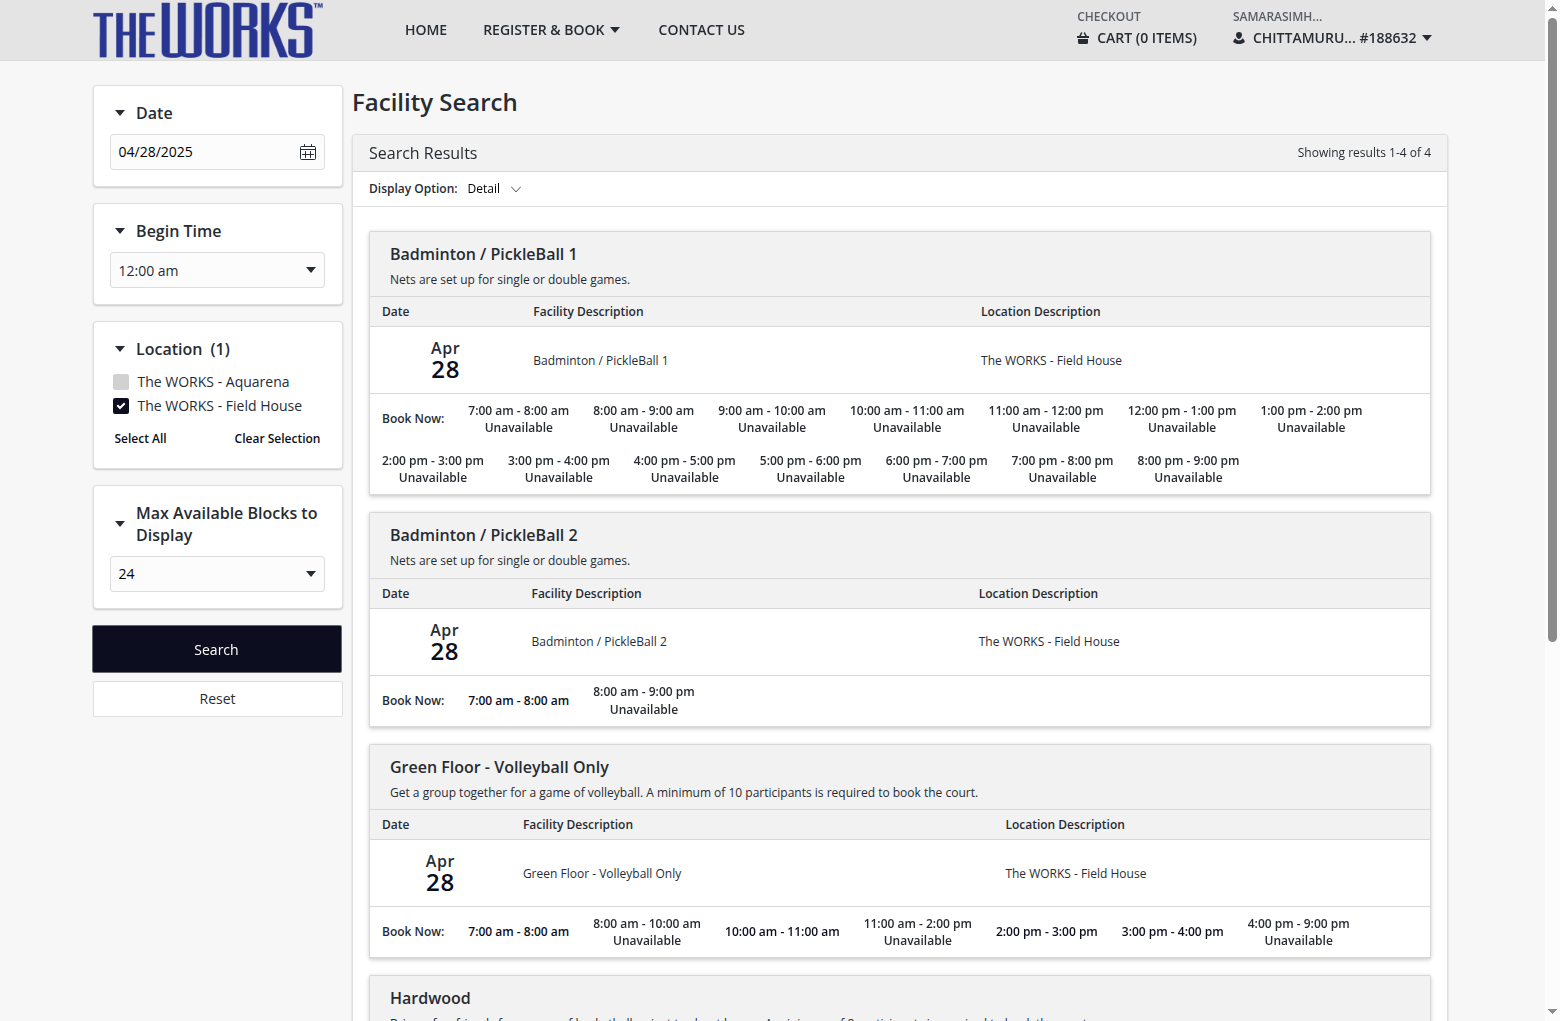 THE WORKS™
HOME
REGISTER & BOOK
CONTACT US
CHECKOUT
CART (0 ITEMS)
SAMARASIMH...
CHITTAMURU... #188632
Date
04/28/2025
Begin Time
12:00 am
Location (1)
The WORKS - Aquarena
The WORKS - Field House
Select All
Clear Selection
Max Available Blocks to
Display
24
Search
Reset
Facility Search
Search Results
Showing results 1-4 of 4
Display Option: Detail
Badminton / PickleBall 1
Nets are set up for single or double games.
Date Facility Description Location Description
Apr
28
Badminton / PickleBall 1
The WORKS - Field House
Book Now:
7:00 am - 8:00 am
Unavailable
8:00 am - 9:00 am
Unavailable
9:00 am - 10:00 am
Unavailable
10:00 am - 11:00 am
Unavailable
11:00 am - 12:00 pm
Unavailable
12:00 pm - 1:00 pm
Unavailable
1:00 pm - 2:00 pm
Unavailable
2:00 pm - 3:00 pm
Unavailable
3:00 pm - 4:00 pm
Unavailable
4:00 pm - 5:00 pm
Unavailable
5:00 pm - 6:00 pm
Unavailable
6:00 pm - 7:00 pm
Unavailable
7:00 pm - 8:00 pm
Unavailable
8:00 pm - 9:00 pm
Unavailable
Badminton / PickleBall 2
Nets are set up for single or double games.
Date Facility Description Location Description
Apr
28
Badminton / PickleBall 2
The WORKS - Field House
Book Now:
7:00 am - 8:00 am
8:00 am - 9:00 pm
Unavailable
Green Floor - Volleyball Only
Get a group together for a game of volleyball. A minimum of 10 participants is required to book the court.
Date Facility Description Location Description
Apr
28
Green Floor - Volleyball Only
The WORKS - Field House
Book Now:
7:00 am - 8:00 am
8:00 am - 10:00 am
Unavailable
10:00 am - 11:00 am
11:00 am - 2:00 pm
Unavailable
2:00 pm - 3:00 pm
3:00 pm - 4:00 pm
4:00 pm - 9:00 pm
Unavailable
Hardwood